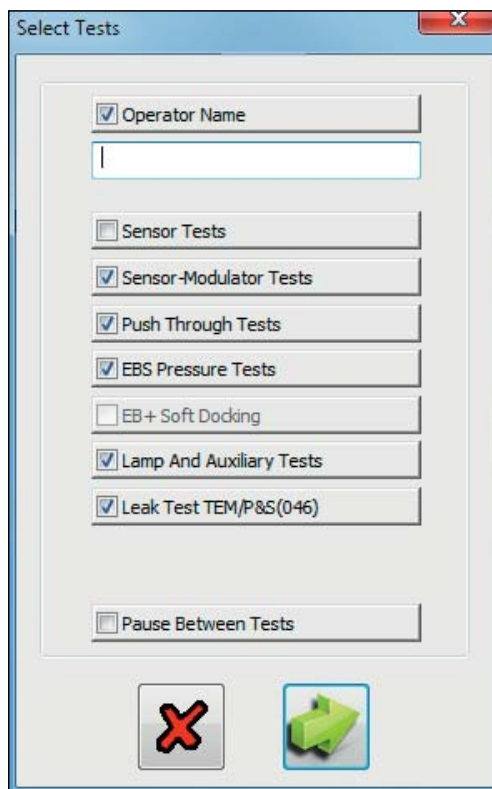 Select Tests
Operator Name
Sensor Tests
Sensor-Modulator Tests
Push Through Tests
EBS Pressure Tests
EB+ Soft Docking
Lamp And Auxiliary Tests
Leak Test TEM/P&S(046)
Pause Between Tests